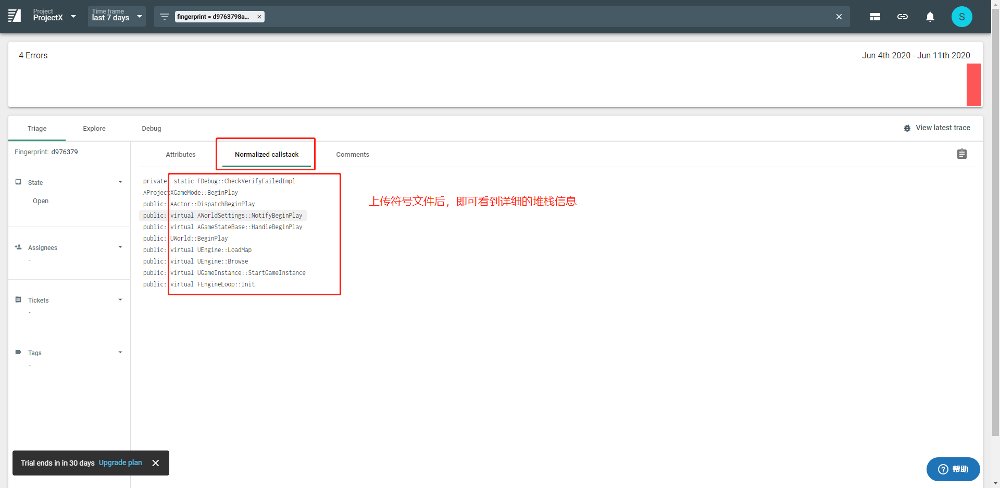 Project
ProjectX
Time frame
last 7 days
fingerprint = d9763798a...
S
4 Errors
Jun 4th 2020 - Jun 11th 2020
Triage
Explore
Debug
View latest trace
Fingerprint: d976379
Attributes
Normalized callstack
Comments
State
Open
Assignees
-
Tickets
-
Tags
-
private: static FDebug::CheckVerifyFailedImpl
AProjectXGameMode::BeginPlay
public: AActor::DispatchBeginPlay
public: virtual AWorldSettings::NotifyBeginPlay
public: virtual AGameStateBase::HandleBeginPlay
public: UWorld::BeginPlay
public: virtual UEngine::LoadMap
public: virtual UEngine::Browse
public: virtual UGameInstance::StartGameInstance
public: virtual FEngineLoop::Init
上传符号文件后，即可看到详细的堆栈信息
Trial ends in in 30 days Upgrade plan
帮助